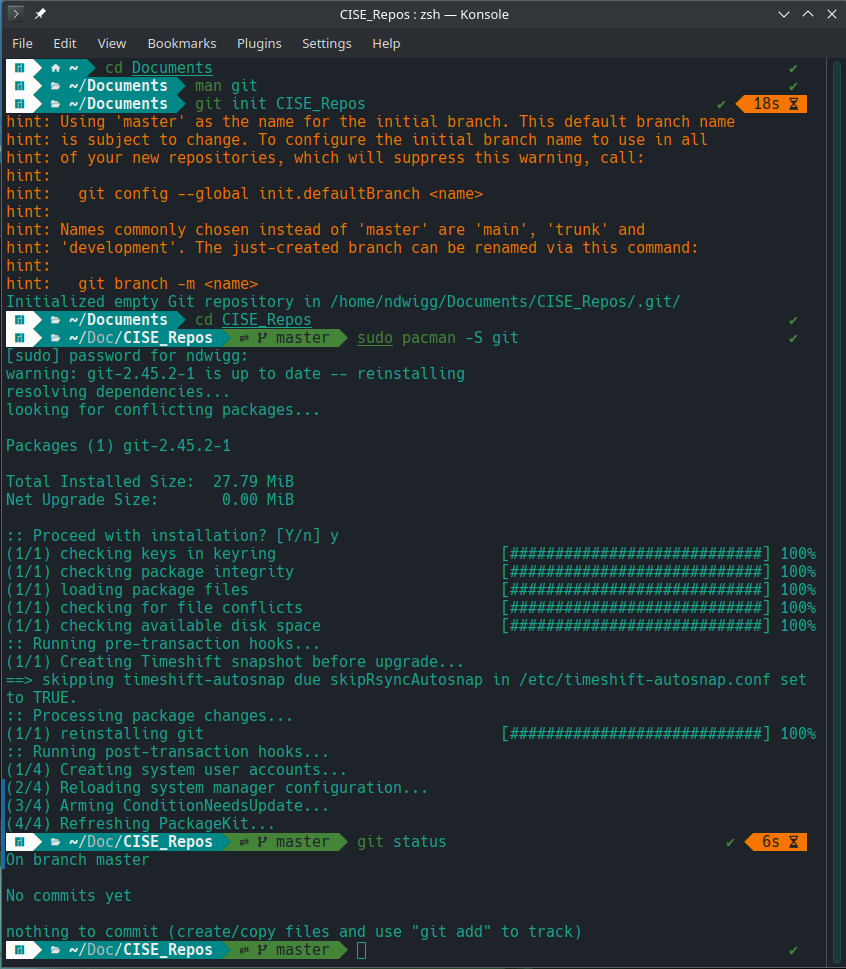 CISE_Repos : zsh — Konsole
File Edit View Bookmarks Plugins Settings Help
~ cd Documents ✔
~/Documents man git ✔
~/Documents git init CISE_Repos ✔ 18s
hint: Using 'master' as the name for the initial branch. This default branch name
hint: is subject to change. To configure the initial branch name to use in all
hint: of your new repositories, which will suppress this warning, call:
hint:
hint:   git config --global init.defaultBranch <name>
hint:
hint: Names commonly chosen instead of 'master' are 'main', 'trunk' and
hint: 'development'. The just-created branch can be renamed via this command:
hint:
hint:   git branch -m <name>
Initialized empty Git repository in /home/ndwigg/Documents/CISE_Repos/.git/
~/Documents cd CISE_Repos ✔
~/Doc/CISE_Repos git master sudo pacman -S git ✔
[sudo] password for ndwigg:
warning: git-2.45.2-1 is up to date -- reinstalling
resolving dependencies...
looking for conflicting packages...
Packages (1) git-2.45.2-1
Total Installed Size:  27.79 MiB
Net Upgrade Size:       0.00 MiB
:: Proceed with installation? [Y/n] y
(1/1) checking keys in keyring [############################] 100%
(1/1) checking package integrity [############################] 100%
(1/1) loading package files [############################] 100%
(1/1) checking for file conflicts [############################] 100%
(1/1) checking available disk space [############################] 100%
:: Running pre-transaction hooks...
(1/1) Creating Timeshift snapshot before upgrade...
==> skipping timeshift-autosnap due skipRsyncAutosnap in /etc/timeshift-autosnap.conf set
to TRUE.
:: Processing package changes...
(1/1) reinstalling git [############################] 100%
:: Running post-transaction hooks...
(1/4) Creating system user accounts...
(2/4) Reloading system manager configuration...
(3/4) Arming ConditionNeedsUpdate...
(4/4) Refreshing PackageKit...
~/Doc/CISE_Repos git master git status ✔ 6s
On branch master
No commits yet
nothing to commit (create/copy files and use "git add" to track)
~/Doc/CISE_Repos git master ✔